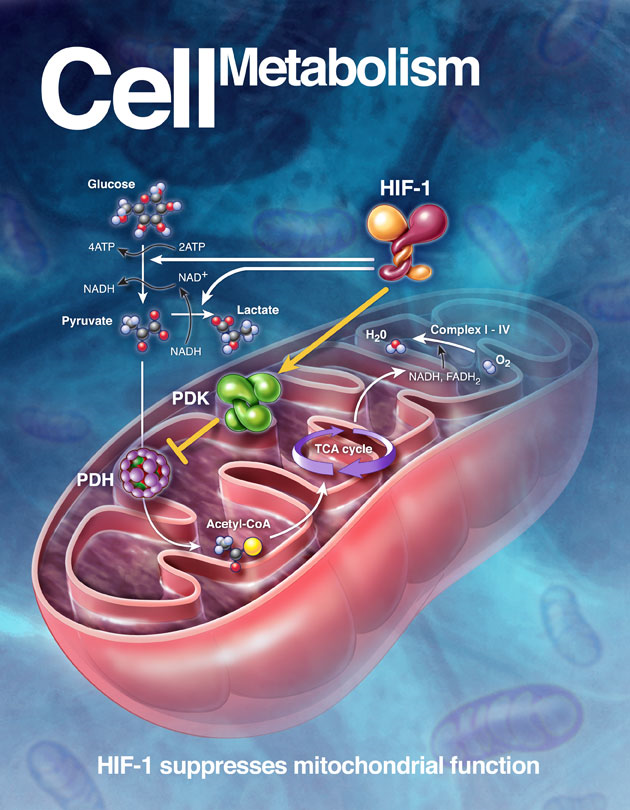 Cell Metabolism
Glucose
HIF-1
4ATP
2ATP
NAD+
NADH
Pyruvate
Lactate
NADH
H20
Complex I - IV
O2
NADH, FADH2
PDK
TCA cycle
PDH
Acetyl-CoA
HIF-1 suppresses mitochondrial function